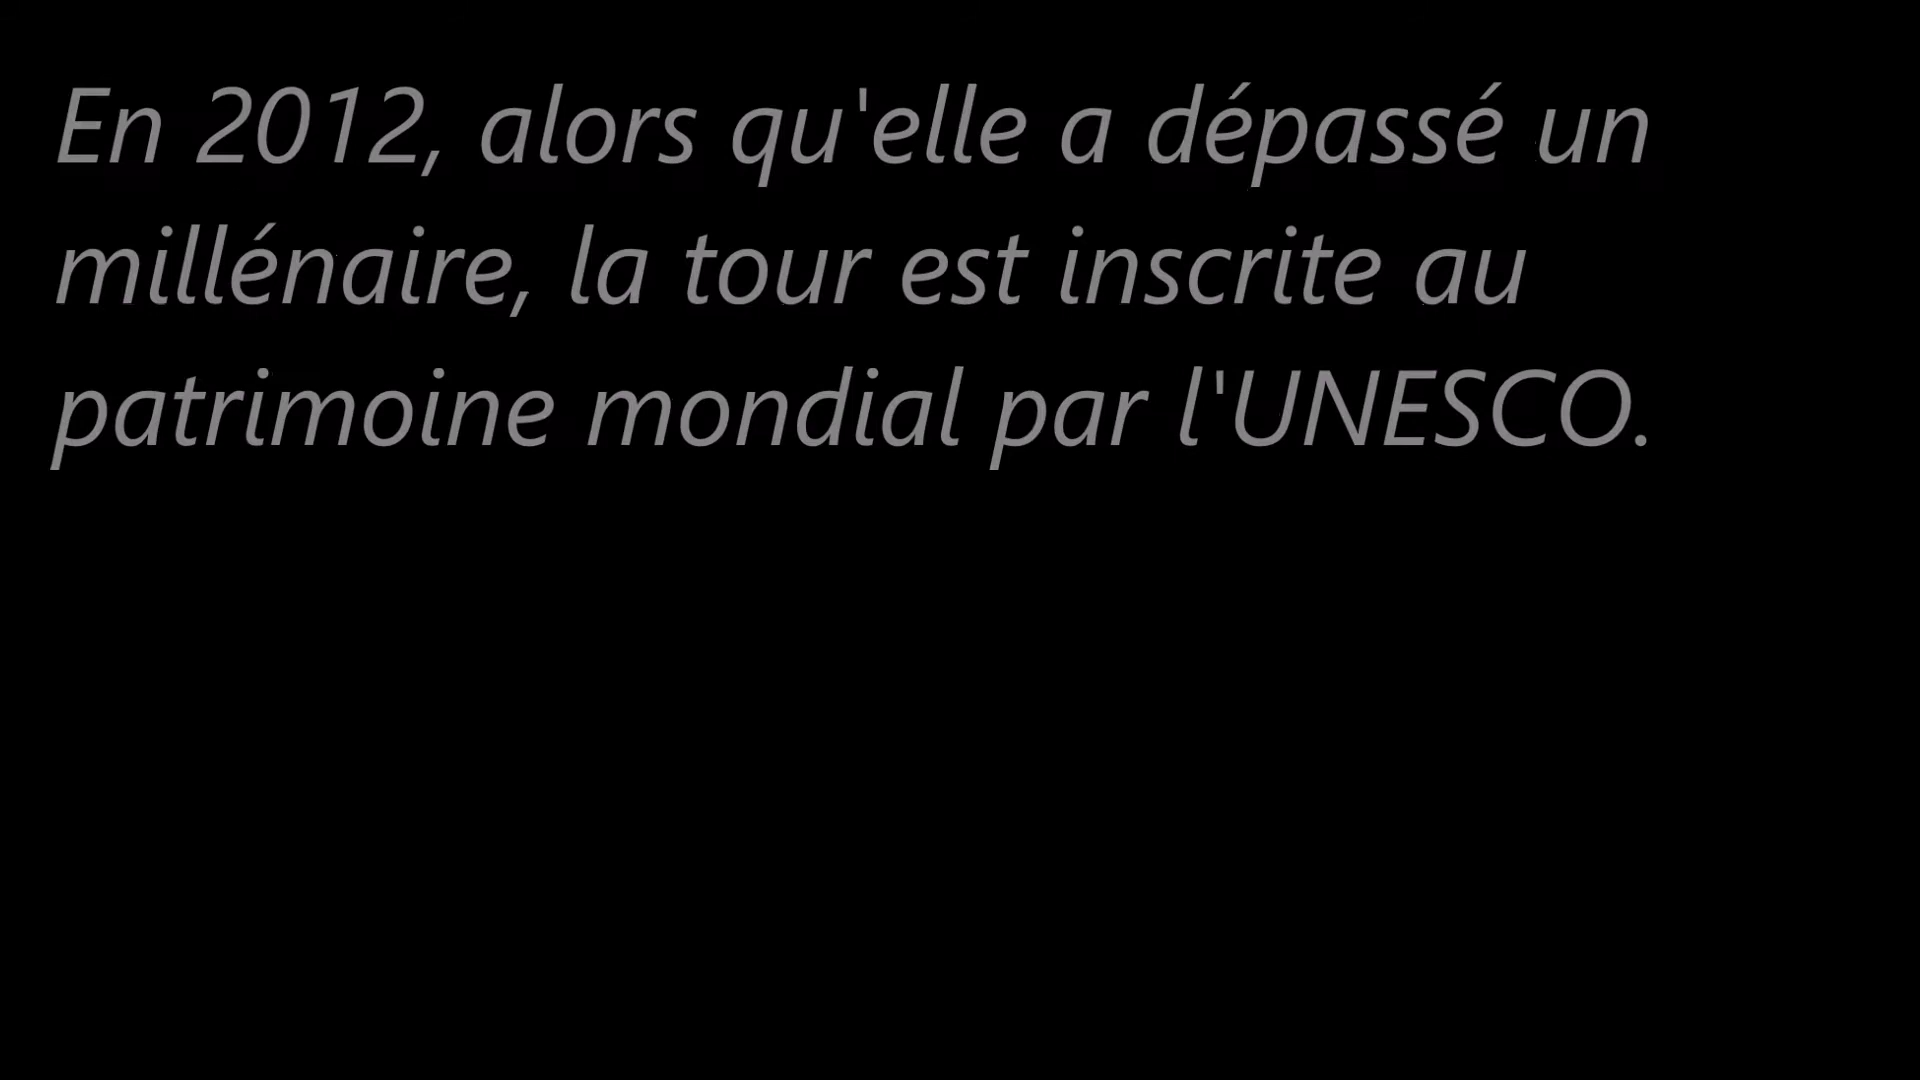 En 2012, alors qu'elle a dépassé un
millénaire, la tour est inscrite au
patrimoine mondial par l'UNESCO.